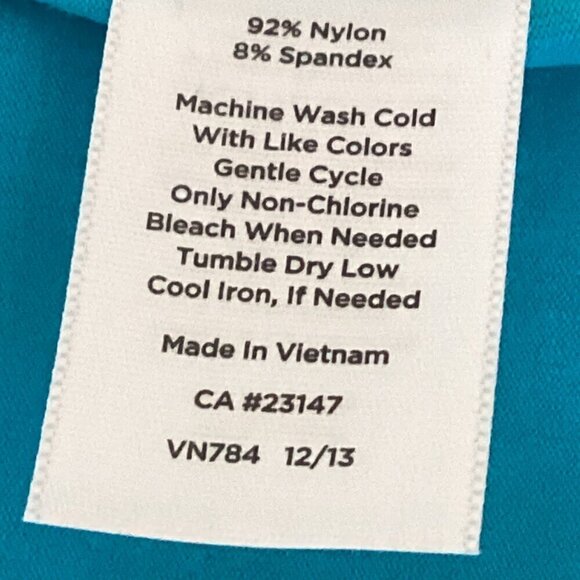 92% Nylon
8% Spandex
Machine Wash Cold
With Like Colors
Gentle Cycle
Only Non-Chlorine
Bleach When Needed
Tumble Dry Low
Cool Iron, If Needed
Made In Vietnam
CA #23147
VN784 12/13